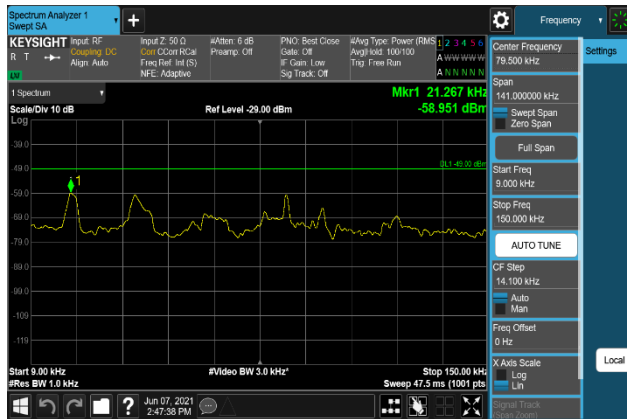 Spectrum Analyzer 1
Swept SA
Frequency
KEYSIGHT
R T
LW
Input: RF
Coupling: DC
Align: Auto
Input Z: 50 Ω
Corr CCorr RCal
Freq Ref: Int (S)
NFE: Adaptive
#Atten: 6 dB
Preamp: Off
PNO: Best Close
Gate: Off
IF Gain: Low
Sig Track: Off
#Avg Type: Power (RMS
Avg|Hold: 100/100
Trig: Free Run
1 2 3 4 5 6
A W W W W W
A N N N N N
1 Spectrum
Scale/Div 10 dB
Log
Ref Level -29.00 dBm
Mkr1 21.267 kHz
-58.951 dBm
DL1 -49.00 dBm
1
-39.0
-49.0
-59.0
-69.0
-79.0
-89.0
-99.0
-109
-119
Start 9.00 kHz
#Res BW 1.0 kHz
#Video BW 3.0 kHz*
Stop 150.00 kHz
Sweep 47.5 ms (1001 pts
Jun 07, 2021
2:47:38 PM
Center Frequency
79.500 kHz
Span
141.000000 kHz
Swept Span
Zero Span
Full Span
Start Freq
9.000 kHz
Stop Freq
150.000 kHz
AUTO TUNE
CF Step
14.100 kHz
Auto
Man
Freq Offset
0 Hz
X Axis Scale
Log
Lin
Signal Track
(Span Zoom)
Settings
Local